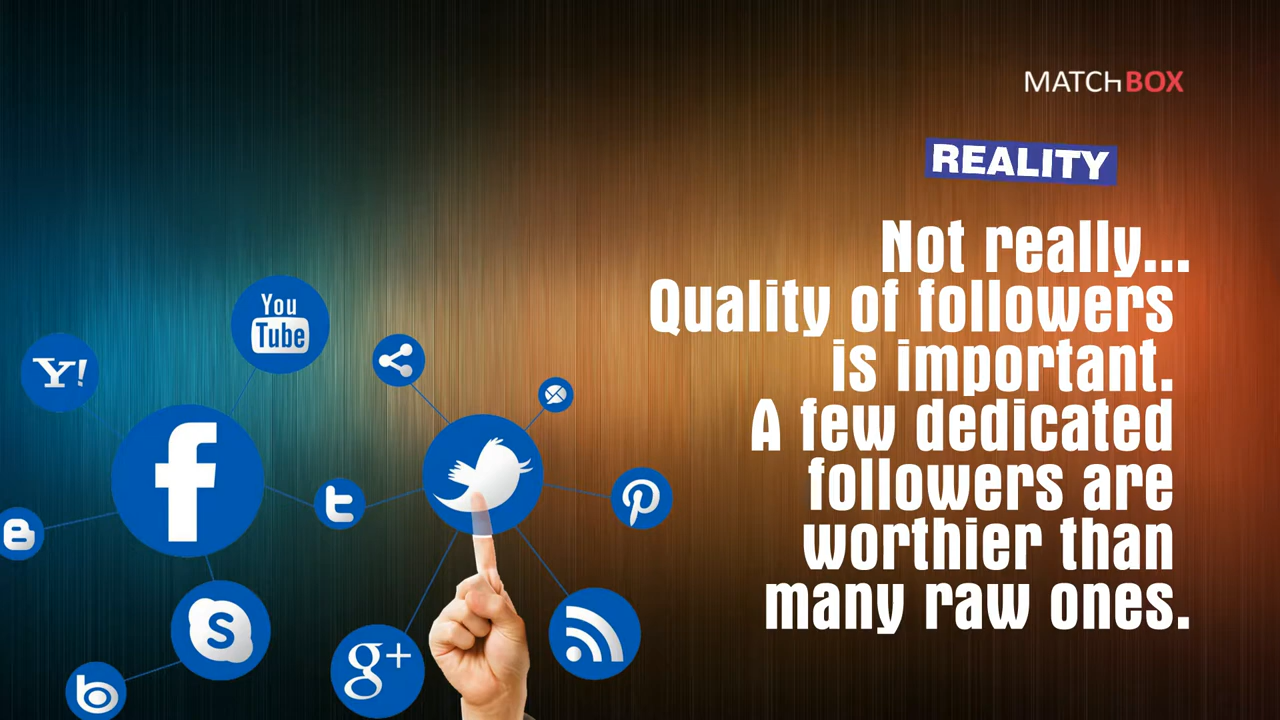 MATCHBOX
REALITY
Not really...
Quality of followers
is important.
A few dedicated
followers are
worthier than
many raw ones.
You
Tube
Y!
f
t
B
S
g+
b